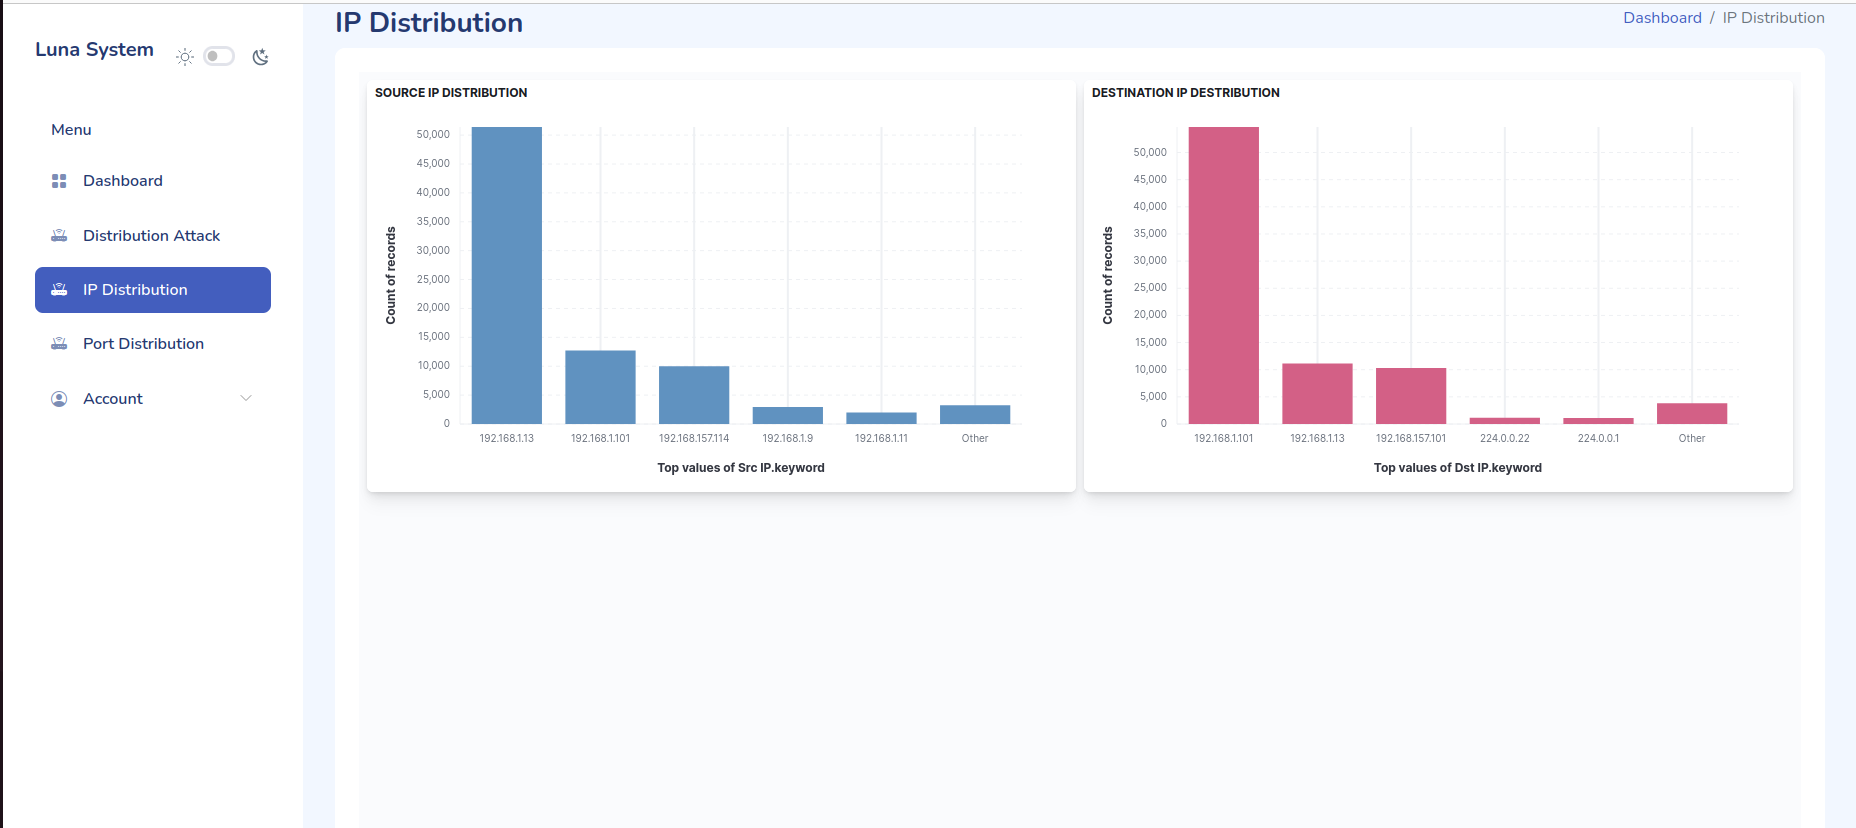 IP Distribution
Dashboard / IP Distribution
Luna System
Menu
Dashboard
Distribution Attack
IP Distribution
Port Distribution
Account
SOURCE IP DISTRIBUTION
50,000
45,000
40,000
35,000
30,000
25,000
20,000
15,000
10,000
5,000
0
Count of records
192.168.1.13 192.168.1.101 192.168.157.114 192.168.1.9 192.168.1.11 Other
Top values of Src IP.keyword
DESTINATION IP DESTRIBUTION
50,000
45,000
40,000
35,000
30,000
25,000
20,000
15,000
10,000
5,000
0
Count of records
192.168.1.101 192.168.1.13 192.168.157.101 224.0.0.22 224.0.0.1 Other
Top values of Dst IP.keyword